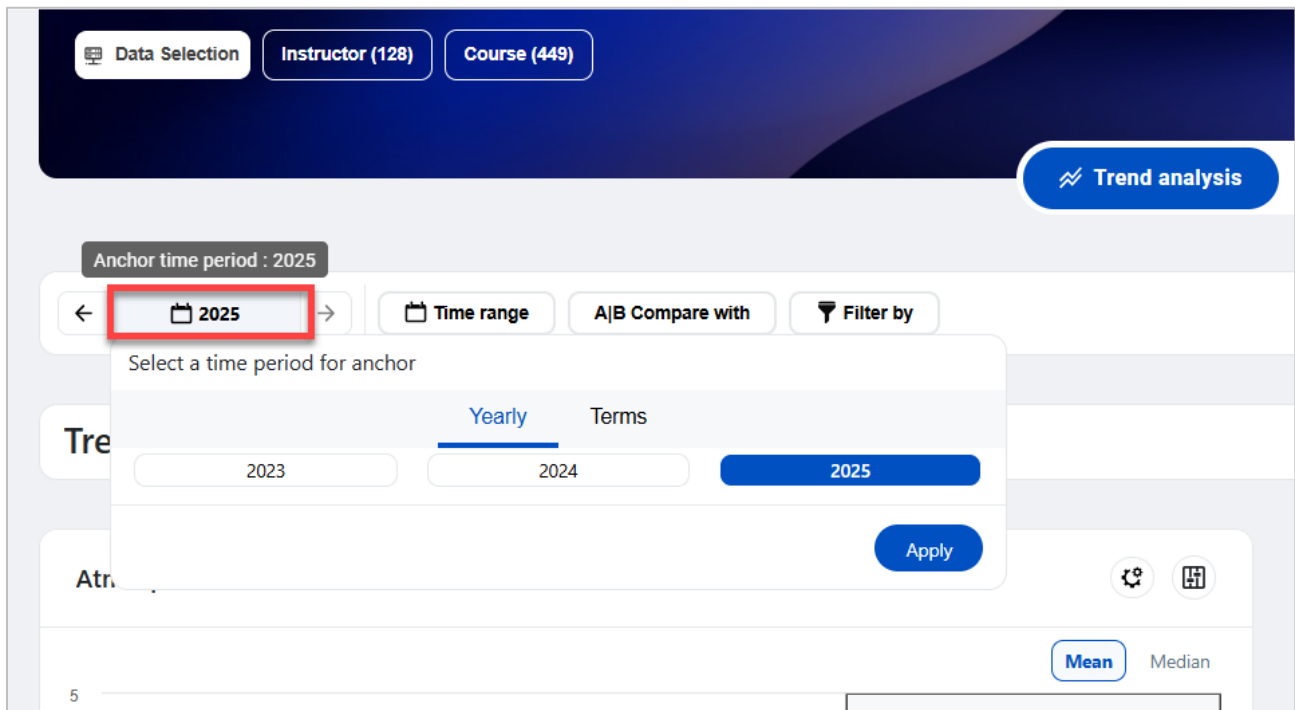 Data Selection
Instructor (128)
Course (449)
Trend analysis
Anchor time period : 2025
2025
Time range
A|B Compare with
Filter by
Select a time period for anchor
Yearly
Terms
Tre
2023
2024
2025
Apply
Mean
Median
5